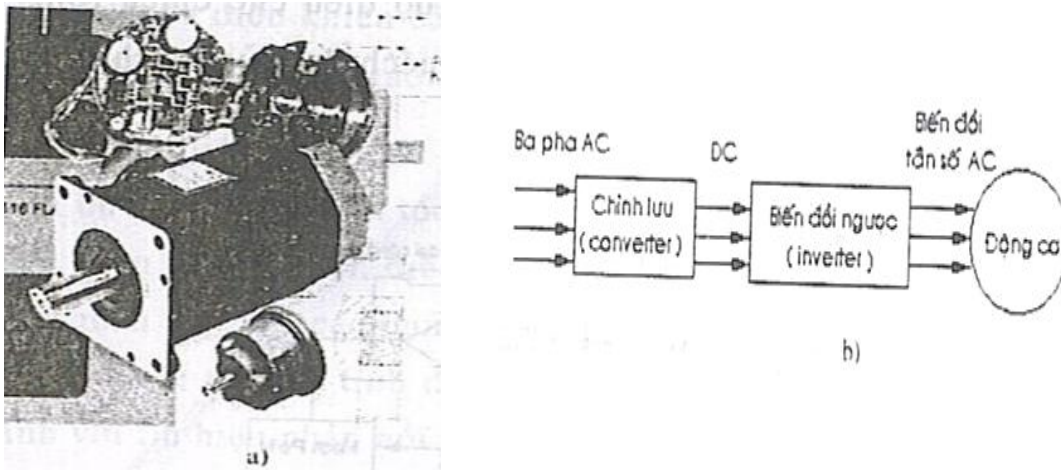 a)
Ba pha AC
DC
Biến đổi
tần số AC
Chỉnh lưu
(converter)
Biến đổi ngược
(inverter)
Động cơ
b)